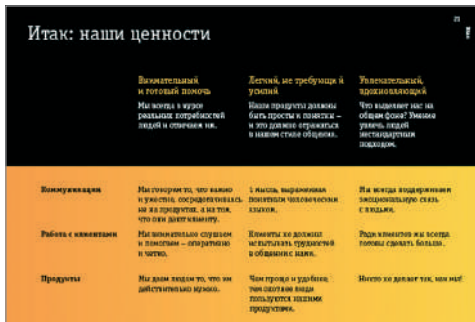 Итак: наши ценности
Внимательный
и готовый помочь
Мы всегда в курсе
реальных потребностей
людей и отвечаем им.
Легкий, не требующий
усилий
Наши продукты должны
быть просты и понятны –
и это должно отражаться
в нашем стиле общения.
Увлекательный,
вдохновляющий
Что выделяет нас на
общем фоне? Умение
увлечь людей
нестандартным
подходом.
Коммуникации
Мы говорим то, что важно
и уместно, сосредотачиваясь
не на продуктах, а на том,
что они дают клиенту.
1 мысль, выраженная
понятным человеческим
языком.
Мы всегда поддерживаем
эмоциональную связь
с людьми.
Работа с клиентами
Мы внимательно слушаем
и помогаем – оперативно
и четко.
Клиенты не должны
испытывать трудностей
в общении с нами.
Ради клиентов мы всегда
готовы сделать больше.
Продукты
Мы даем людям то, что им
действительно нужно.
Чем проще и удобнее,
тем охотнее люди
пользуются нашими
продуктами.
Никто не делает так, как мы!